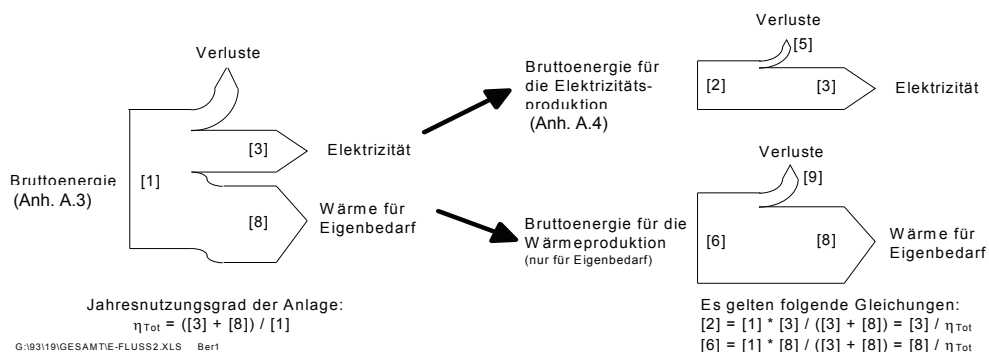 Verluste
Bruttoenergie
(Anh. A.3)
[1]
[3]
Elektrizität
[8]
Wärme für
Eigenbedarf
Jahresnutzungsgrad der Anlage:
ηTot = ([3] + [8]) / [1]
G:\93\19\GESAMT\E-FLUSS2.XLS Ber1
Bruttoenergie für
die Elektrizitäts-
produktion
(Anh. A.4)
Verluste
[5]
[2]
[3]
Elektrizität
Bruttoenergie für die
Wärmeproduktion
(nur für Eigenbedarf)
Verluste
[9]
[6]
[8]
Wärme für
Eigenbedarf
Es gelten folgende Gleichungen:
[2] = [1] * [3] / ([3] + [8]) = [3] / ηTot
[6] = [1] * [8] / ([3] + [8]) = [8] / ηTot